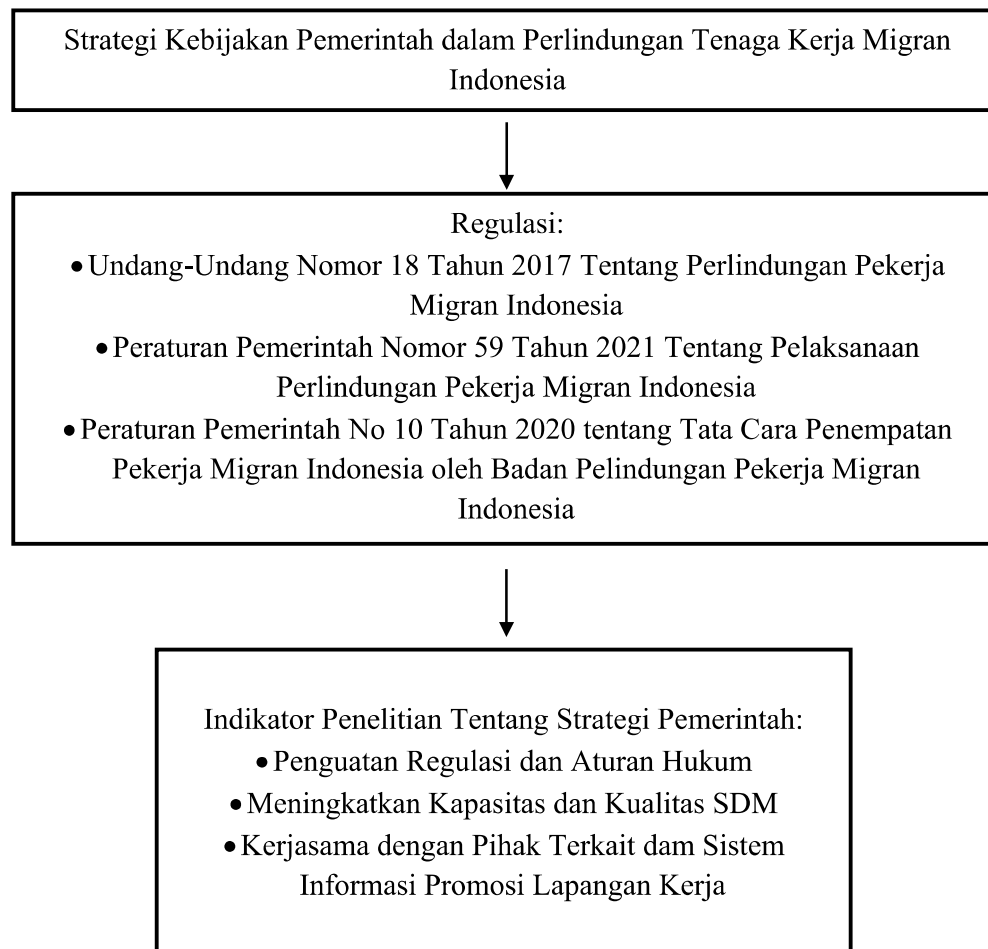 Strategi Kebijakan Pemerintah dalam Perlindungan Tenaga Kerja Migran
Indonesia
Regulasi:
•Undang-Undang Nomor 18 Tahun 2017 Tentang Perlindungan Pekerja
Migran Indonesia
•Peraturan Pemerintah Nomor 59 Tahun 2021 Tentang Pelaksanaan
Perlindungan Pekerja Migran Indonesia
•Peraturan Pemerintah No 10 Tahun 2020 tentang Tata Cara Penempatan
Pekerja Migran Indonesia oleh Badan Pelindungan Pekerja Migran
Indonesia
Indikator Penelitian Tentang Strategi Pemerintah:
•Penguatan Regulasi dan Aturan Hukum
•Meningkatkan Kapasitas dan Kualitas SDM
•Kerjasama dengan Pihak Terkait dam Sistem
Informasi Promosi Lapangan Kerja